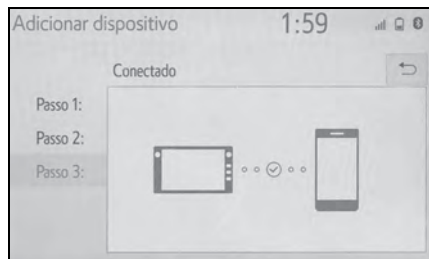 Adicionar dispositivo 1:59
Conectado
Passo 1:
Passo 2:
Passo 3: